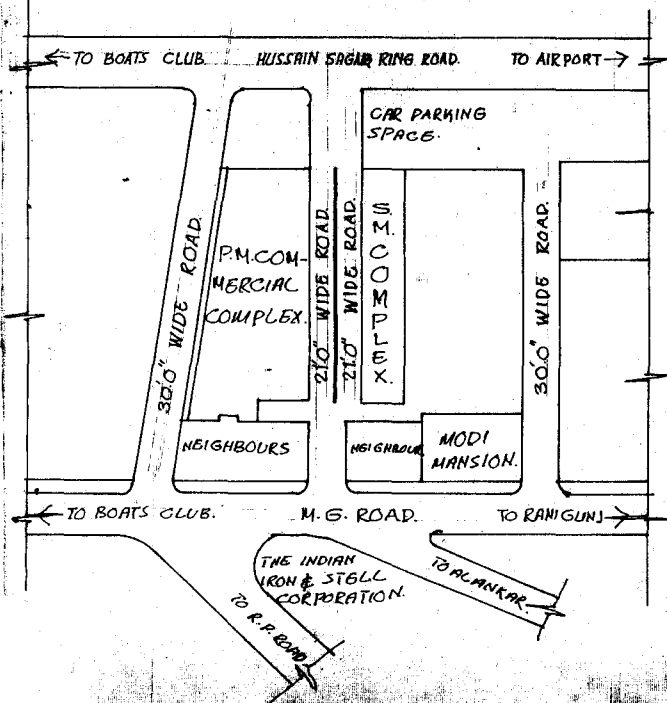 TO BOATS CLUB.
HUSSAIN SAGAR RING ROAD.
TO AIRPORT
CAR PARKING
SPACE.
30'0" WIDE ROAD.
P.M.COM-
MERCIAL
COMPLEX.
21'0" WIDE ROAD.
21'0" WIDE ROAD.
S.M.COMPLEX.
30'0" WIDE ROAD.
NEIGHBOURS
NEIGHBOUR
MODI
MANSION.
TO BOATS CLUB.
M.G. ROAD.
TO RANIGUNJ
THE INDIAN
IRON & STELL
CORPORATION.
TO R.P. ROAD
TO ALANKAR.